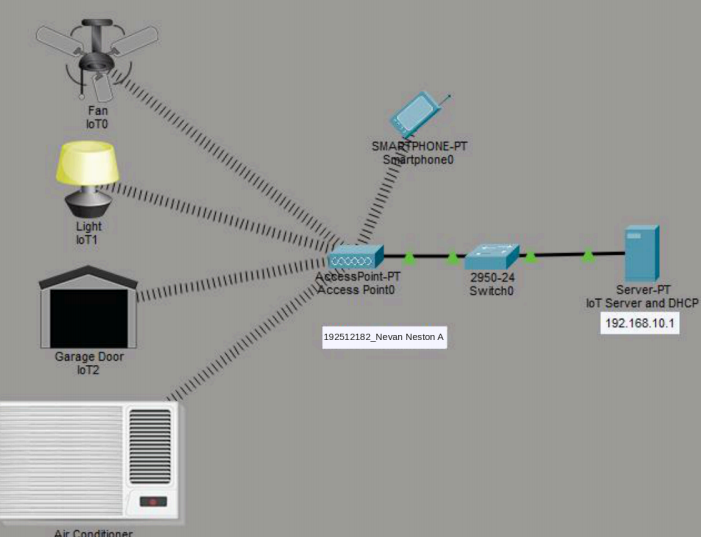 Fan
IoT0
SMARTPHONE-PT
Smartphone0
Light
IoT1
AccessPoint-PT
Access Point0
2950-24
Switch0
Server-PT
IoT Server and DHCP
192.168.10.1
192512182_Nevan Neston A
Garage Door
IoT2
Air Conditioner